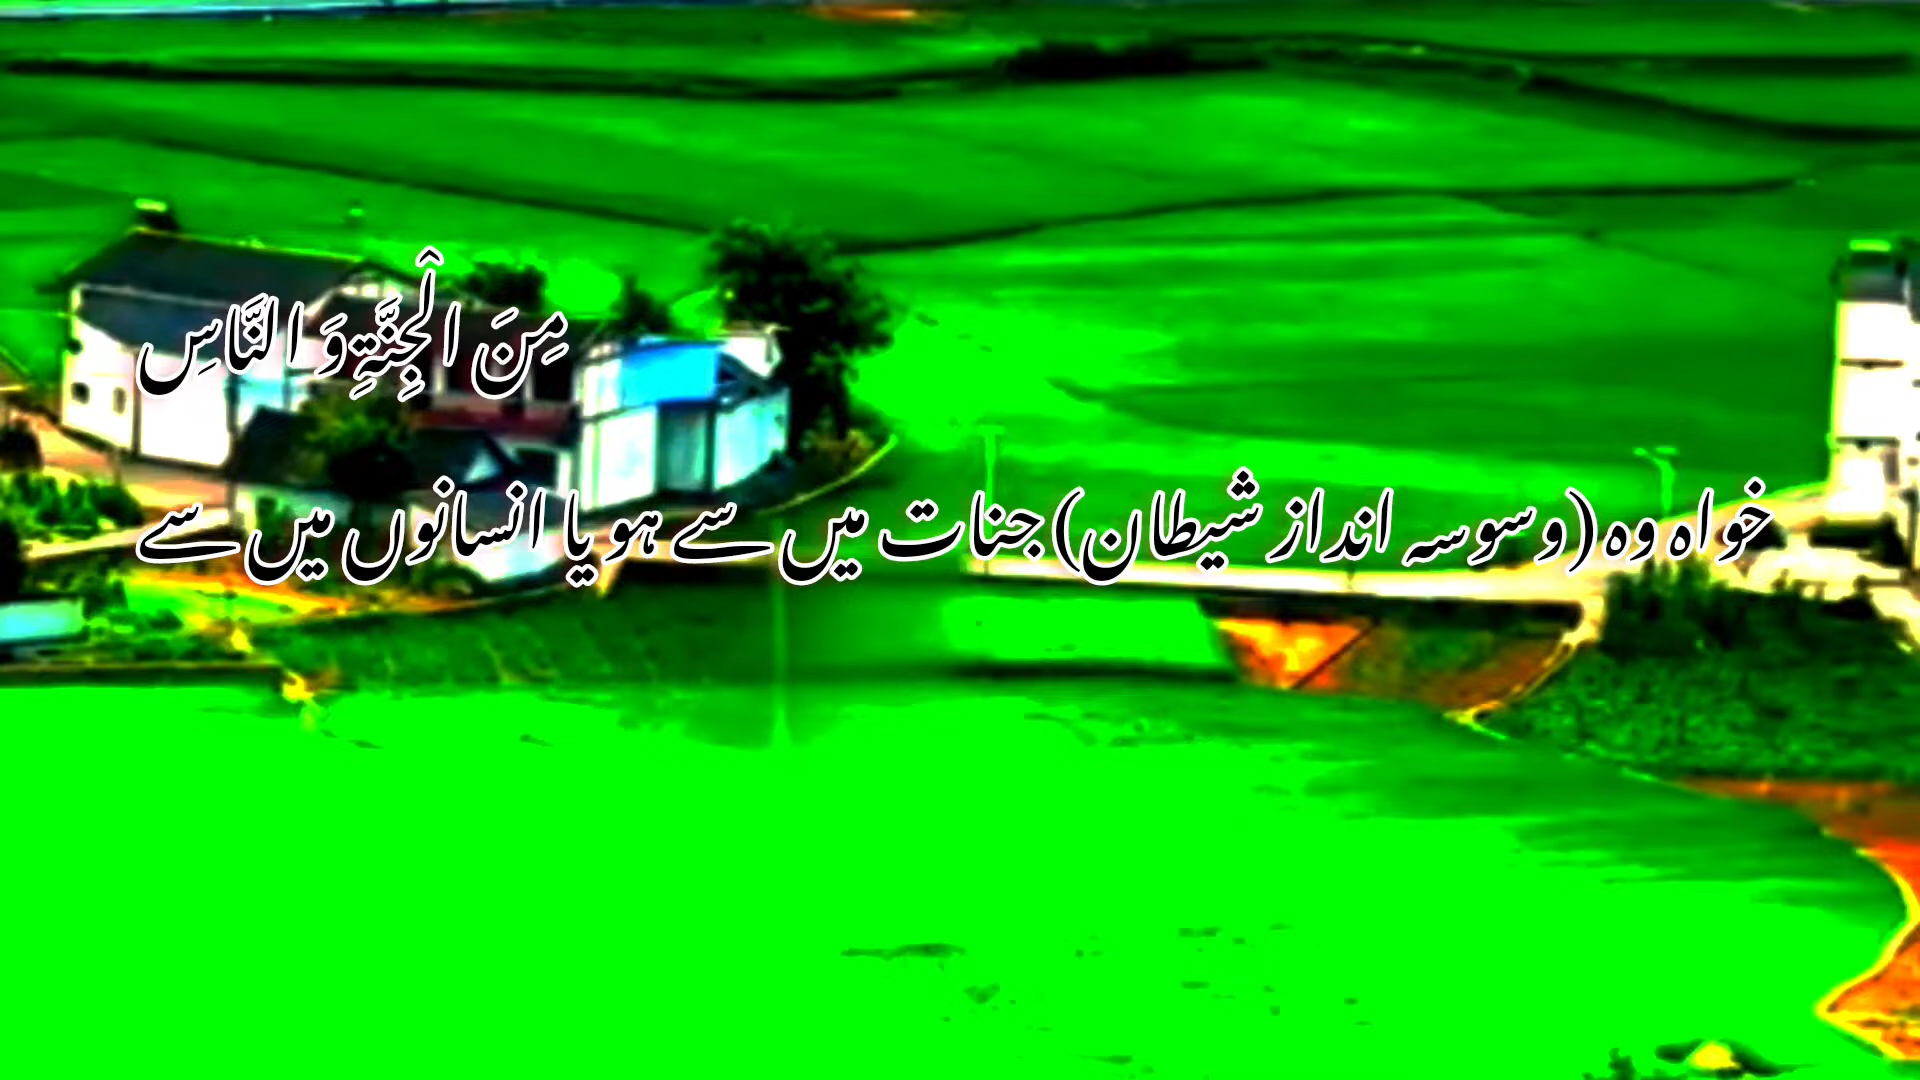 مِنَ الْجِنَّةِ وَ النَّاسِ
خواہ وہ (وسوسہ انداز شیطان) جنات میں سے ہو یا انسانوں میں سے